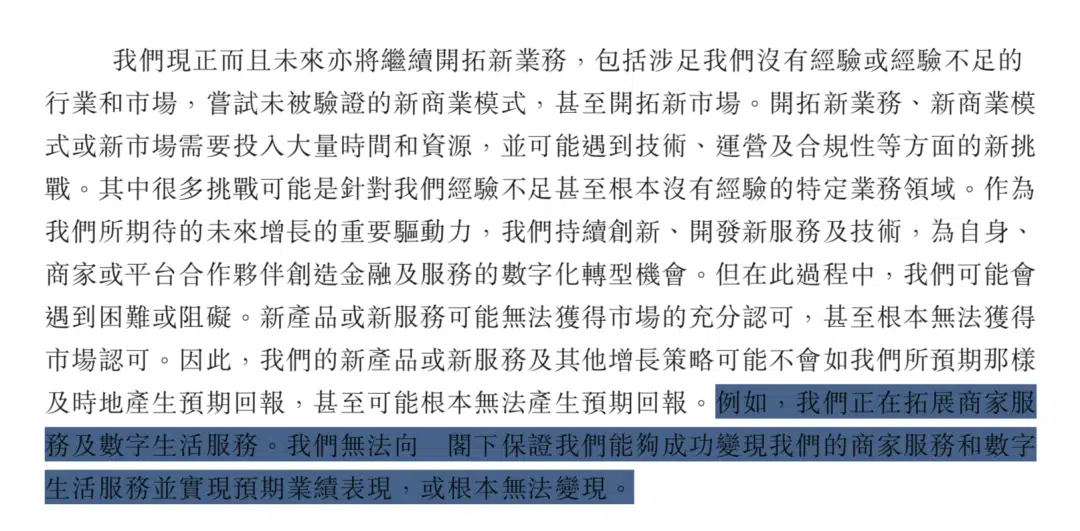 我們現正而且未來亦將繼續開拓新業務，包括涉足我們沒有經驗或經驗不足的
行業和市場，嘗試未被驗證的新商業模式，甚至開拓新市場。開拓新業務、新商業模
式或新市場需要投入大量時間和資源，並可能遇到技術、運營及合規性等方面的新挑
戰。其中很多挑戰可能是針對我們經驗不足甚至根本沒有經驗的特定業務領域。作為
我們所期待的未來增長的重要驅動力，我們持續創新、開發新服務及技術，為自身、
商家或平台合作夥伴創造金融及服務的數字化轉型機會。但在此過程中，我們可能會
遇到困難或阻礙。新產品或新服務可能無法獲得市場的充分認可，甚至根本無法獲得
市場認可。因此，我們的新產品或新服務及其他增長策略可能不會如我們所預期那樣
及時地產生預期回報，甚至可能根本無法產生預期回報。例如，我們正在拓展商家服
務及數字生活服務。我們無法向　閣下保證我們能夠成功變現我們的商家服務和數字
生活服務並實現預期業績表現，或根本無法變現。